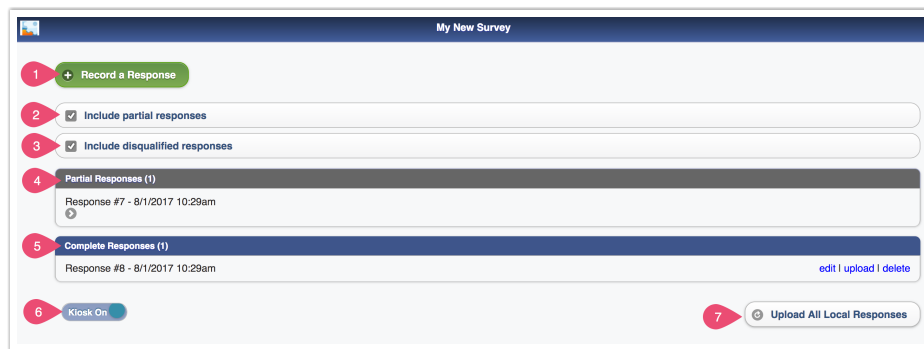 My New Survey
1 Record a Response
2 Include partial responses
3 Include disqualified responses
4 Partial Responses (1)
Response #7 - 8/1/2017 10:29am
5 Complete Responses (1)
Response #8 - 8/1/2017 10:29am edit | upload | delete
6 Kiosk On
7 Upload All Local Responses